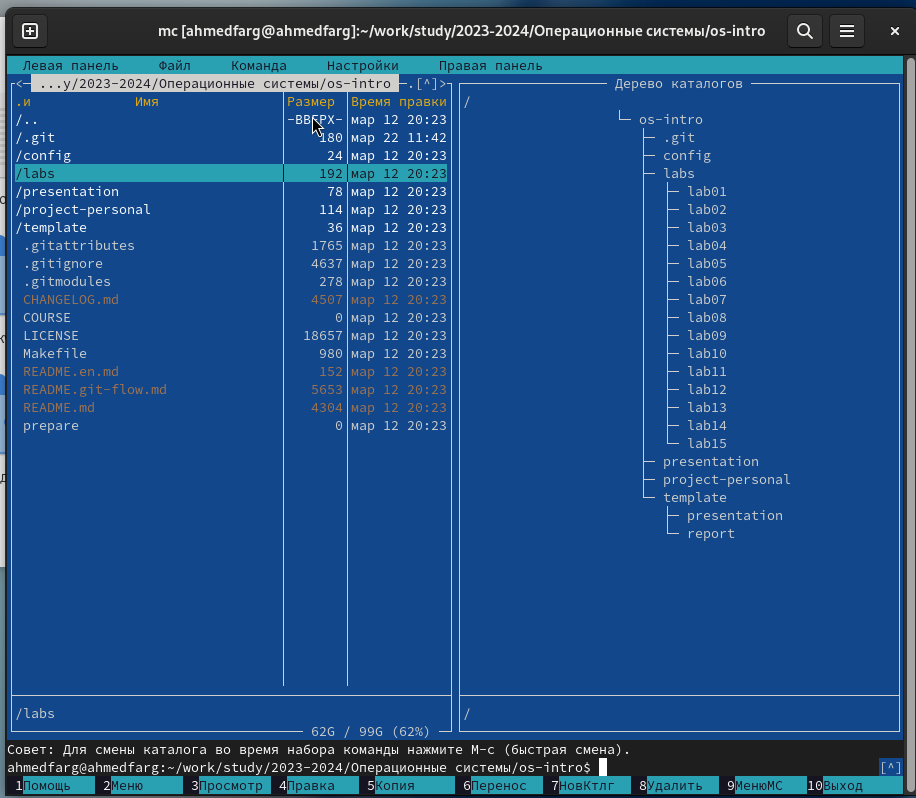 mc [ahmedfarg@ahmedfarg]:~/work/study/2023-2024/Операционные системы/os-intro
Левая панель Файл Команда Настройки Правая панель
<— ...y/2023-2024/Операционные системы/os-intro —.[^]>
.и Имя Размер Время правки
/.. -ВВЕРХ- мар 12 20:23
/.git 180 мар 22 11:42
/config 24 мар 12 20:23
/labs 192 мар 12 20:23
/presentation 78 мар 12 20:23
/project-personal 114 мар 12 20:23
/template 36 мар 12 20:23
.gitattributes 1765 мар 12 20:23
.gitignore 4637 мар 12 20:23
.gitmodules 278 мар 12 20:23
CHANGELOG.md 4507 мар 12 20:23
COURSE 0 мар 12 20:23
LICENSE 18657 мар 12 20:23
Makefile 980 мар 12 20:23
README.en.md 152 мар 12 20:23
README.git-flow.md 5653 мар 12 20:23
README.md 4304 мар 12 20:23
prepare 0 мар 12 20:23
/labs
62G / 99G (62%)
Дерево каталогов
/
os-intro
.git
config
labs
lab01
lab02
lab03
lab04
lab05
lab06
lab07
lab08
lab09
lab10
lab11
lab12
lab13
lab14
lab15
presentation
project-personal
template
presentation
report
/
Совет: Для смены каталога во время набора команды нажмите M-c (быстрая смена).
ahmedfarg@ahmedfarg:~/work/study/2023-2024/Операционные системы/os-intro$ [^]
1Помощь 2Меню 3Просмотр 4Правка 5Копия 6Перенос 7НовКтлг 8Удалить 9МенюMC 10Выход